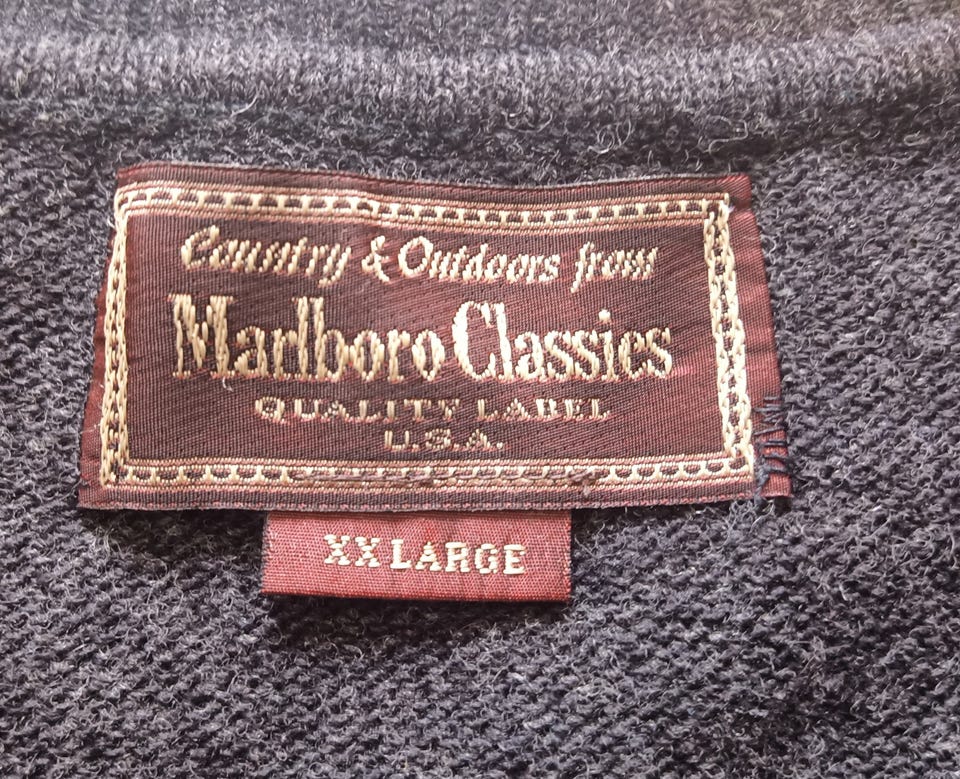 Country & Outdoors from
Marlboro Classics
QUALITY LABEL
U.S.A.
XX LARGE